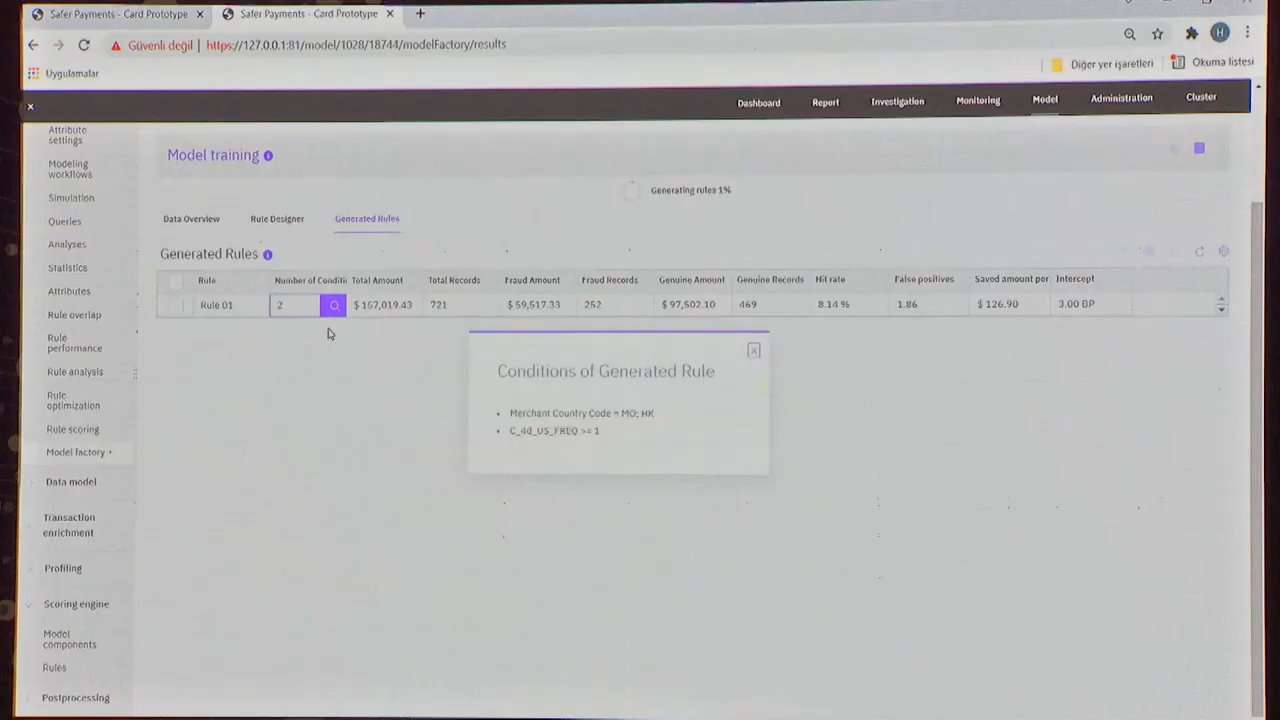 Safer Payments - Card Prototype
Safer Payments - Card Prototype
Güvenli değil | https://127.0.0.1:81/model/1028/18744/modelFactory/results
H
Uygulamalar
Diğer yer işaretleri
Okuma listesi
Dashboard Report Investigation Monitoring Model Administration Cluster
Attribute
settings
Modeling
workflows
Simulation
Queries
Analyses
Statistics
Attributes
Rule overlap
Rule
performance
Rule analysis
Rule
optimization
Rule scoring
Model factory
Data model
Transaction
enrichment
Profiling
Scoring engine
Model
components
Rules
Postprocessing
Model training
Generating rules 1%
Data Overview Rule Designer Generated Rules
Generated Rules
Rule Number of Conditi Total Amount Total Records Fraud Amount Fraud Records Genuine Amount Genuine Records Hit rate False positives Saved amount per Intercept
Rule 01 2 $ 157,019.43 721 $ 59,517.33 252 $ 97,502.10 469 8.14 % 1.86 $ 126.90 3.00 BP
Conditions of Generated Rule
• Merchant Country Code = MO; HK
• C_4d_US_FREQ >= 1